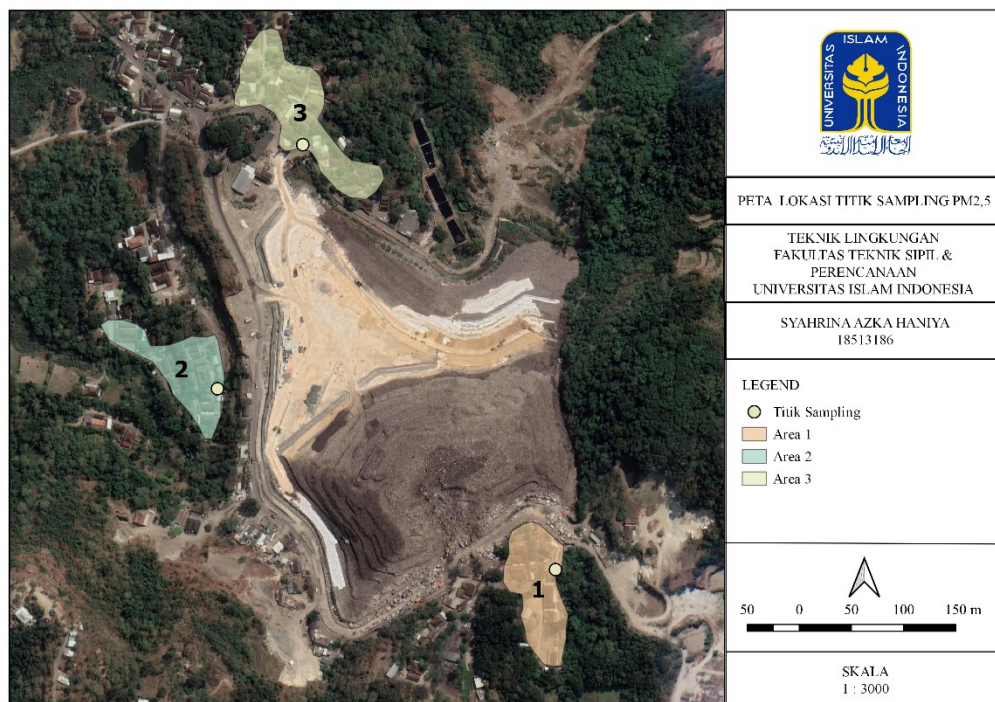 3
2
1
UNIVERSITAS
ISLAM
INDONESIA
PETA LOKASI TITIK SAMPLING PM2,5
TEKNIK LINGKUNGAN
FAKULTAS TEKNIK SIPIL &
PERENCANAAN
UNIVERSITAS ISLAM INDONESIA
SYAHRINA AZKA HANIYA
18513186
LEGEND
Titik Sampling
Area 1
Area 2
Area 3
50 0 50 100 150 m
SKALA
1 : 3000